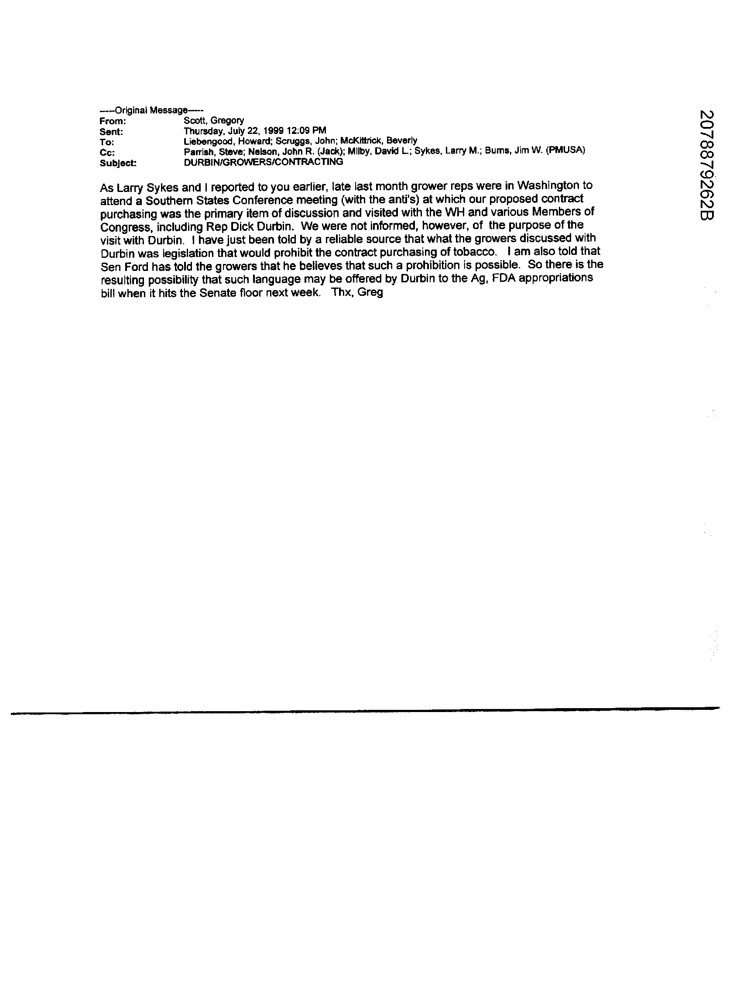 -----Original Message-----
From: Scott, Gregory
Sent: Thursday, July 22, 1999 12:09 PM
To: Liebengood, Howard; Scruggs, John; McKittrick, Beverly
Cc: Parrish, Steve; Nelson, John R. (Jack); Milby, David L.; Sykes, Larry M.; Burns, Jim W. (PMUSA)
Subject: DURBIN/GROWERS/CONTRACTING
As Larry Sykes and I reported to you earlier, late last month grower reps were in Washington to
attend a Southern States Conference meeting (with the anti's) at which our proposed contract
purchasing was the primary item of discussion and visited with the WH and various Members of
Congress, including Rep Dick Durbin. We were not informed, however, of the purpose of the
visit with Durbin. I have just been told by a reliable source that what the growers discussed with
Durbin was legislation that would prohibit the contract purchasing of tobacco. I am also told that
Sen Ford has told the growers that he believes that such a prohibition is possible. So there is the
resulting possibility that such language may be offered by Durbin to the Ag, FDA appropriations
bill when it hits the Senate floor next week. Thx, Greg
2078879262B